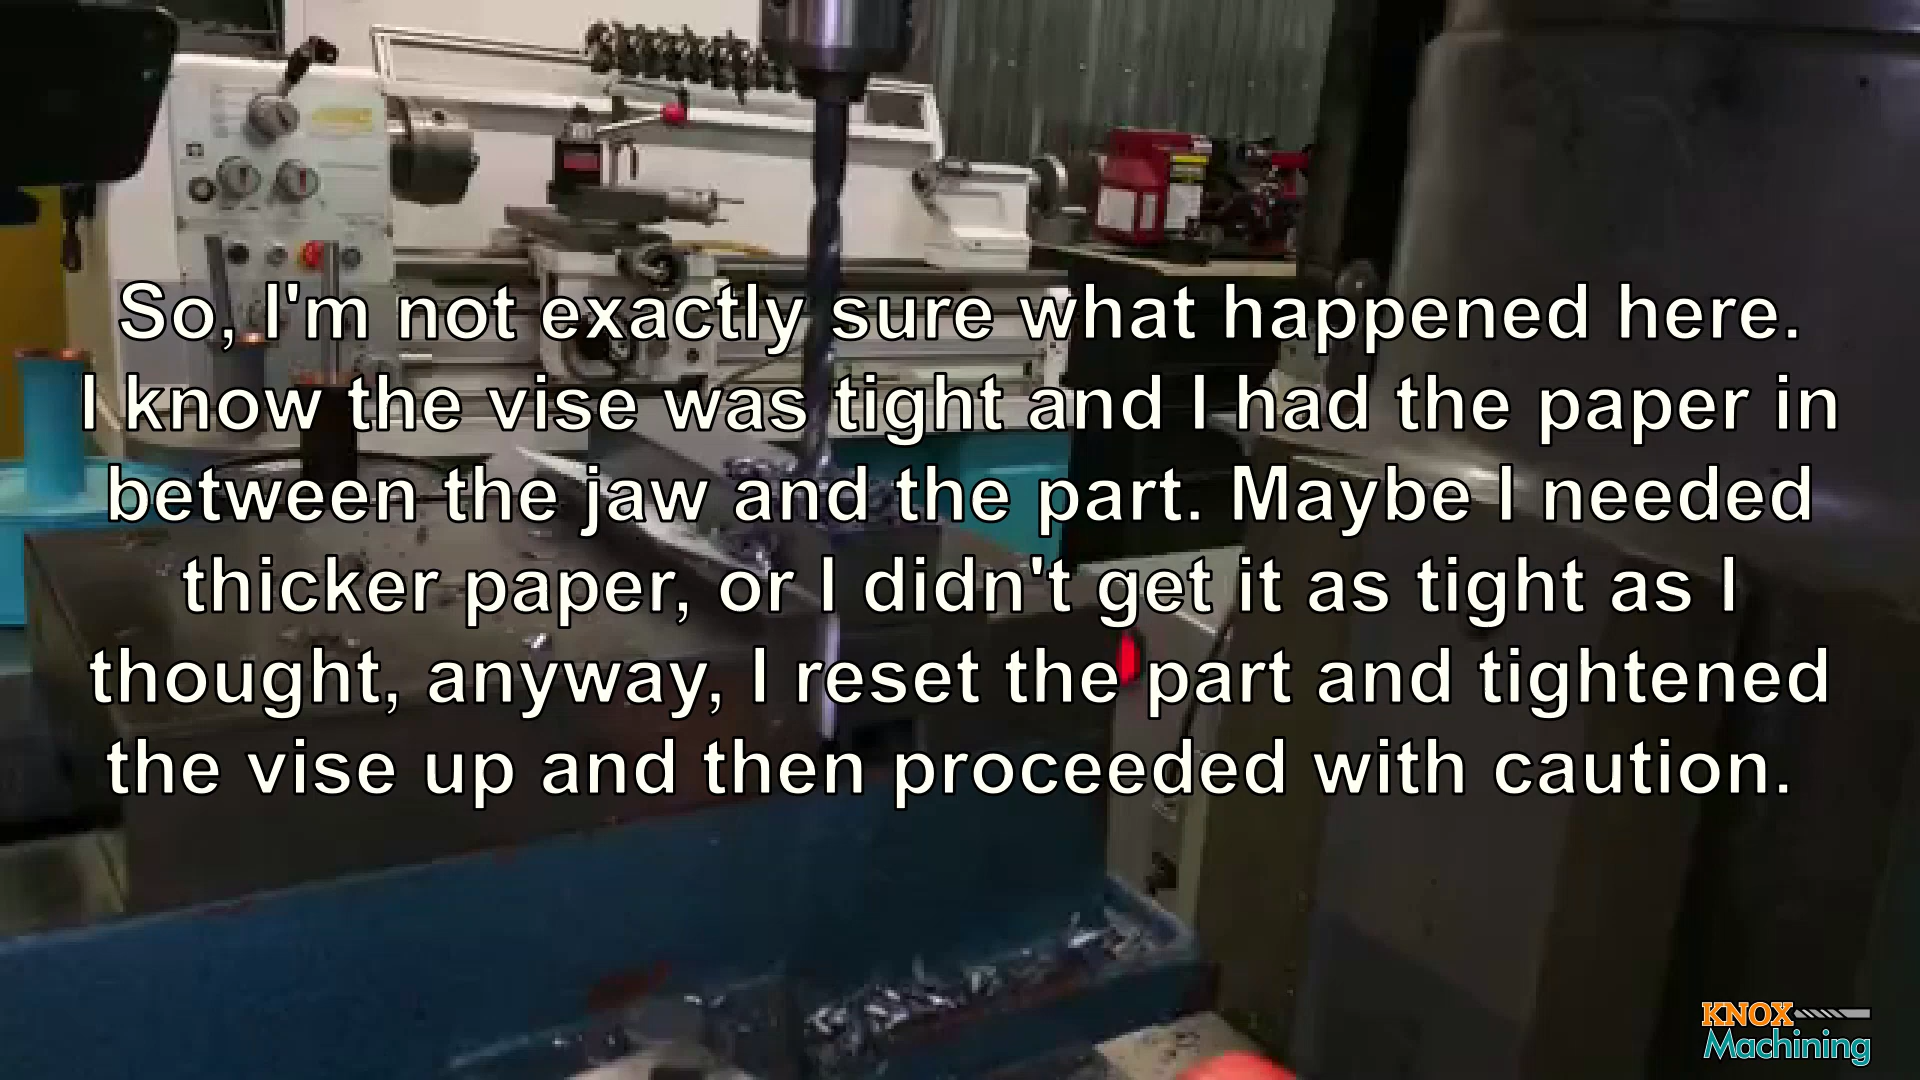 So, I'm not exactly sure what happened here.
I know the vise was tight and I had the paper in
between the jaw and the part. Maybe I needed
thicker paper, or I didn't get it as tight as I
thought, anyway, I reset the part and tightened
the vise up and then proceeded with caution.
KNOX
Machining